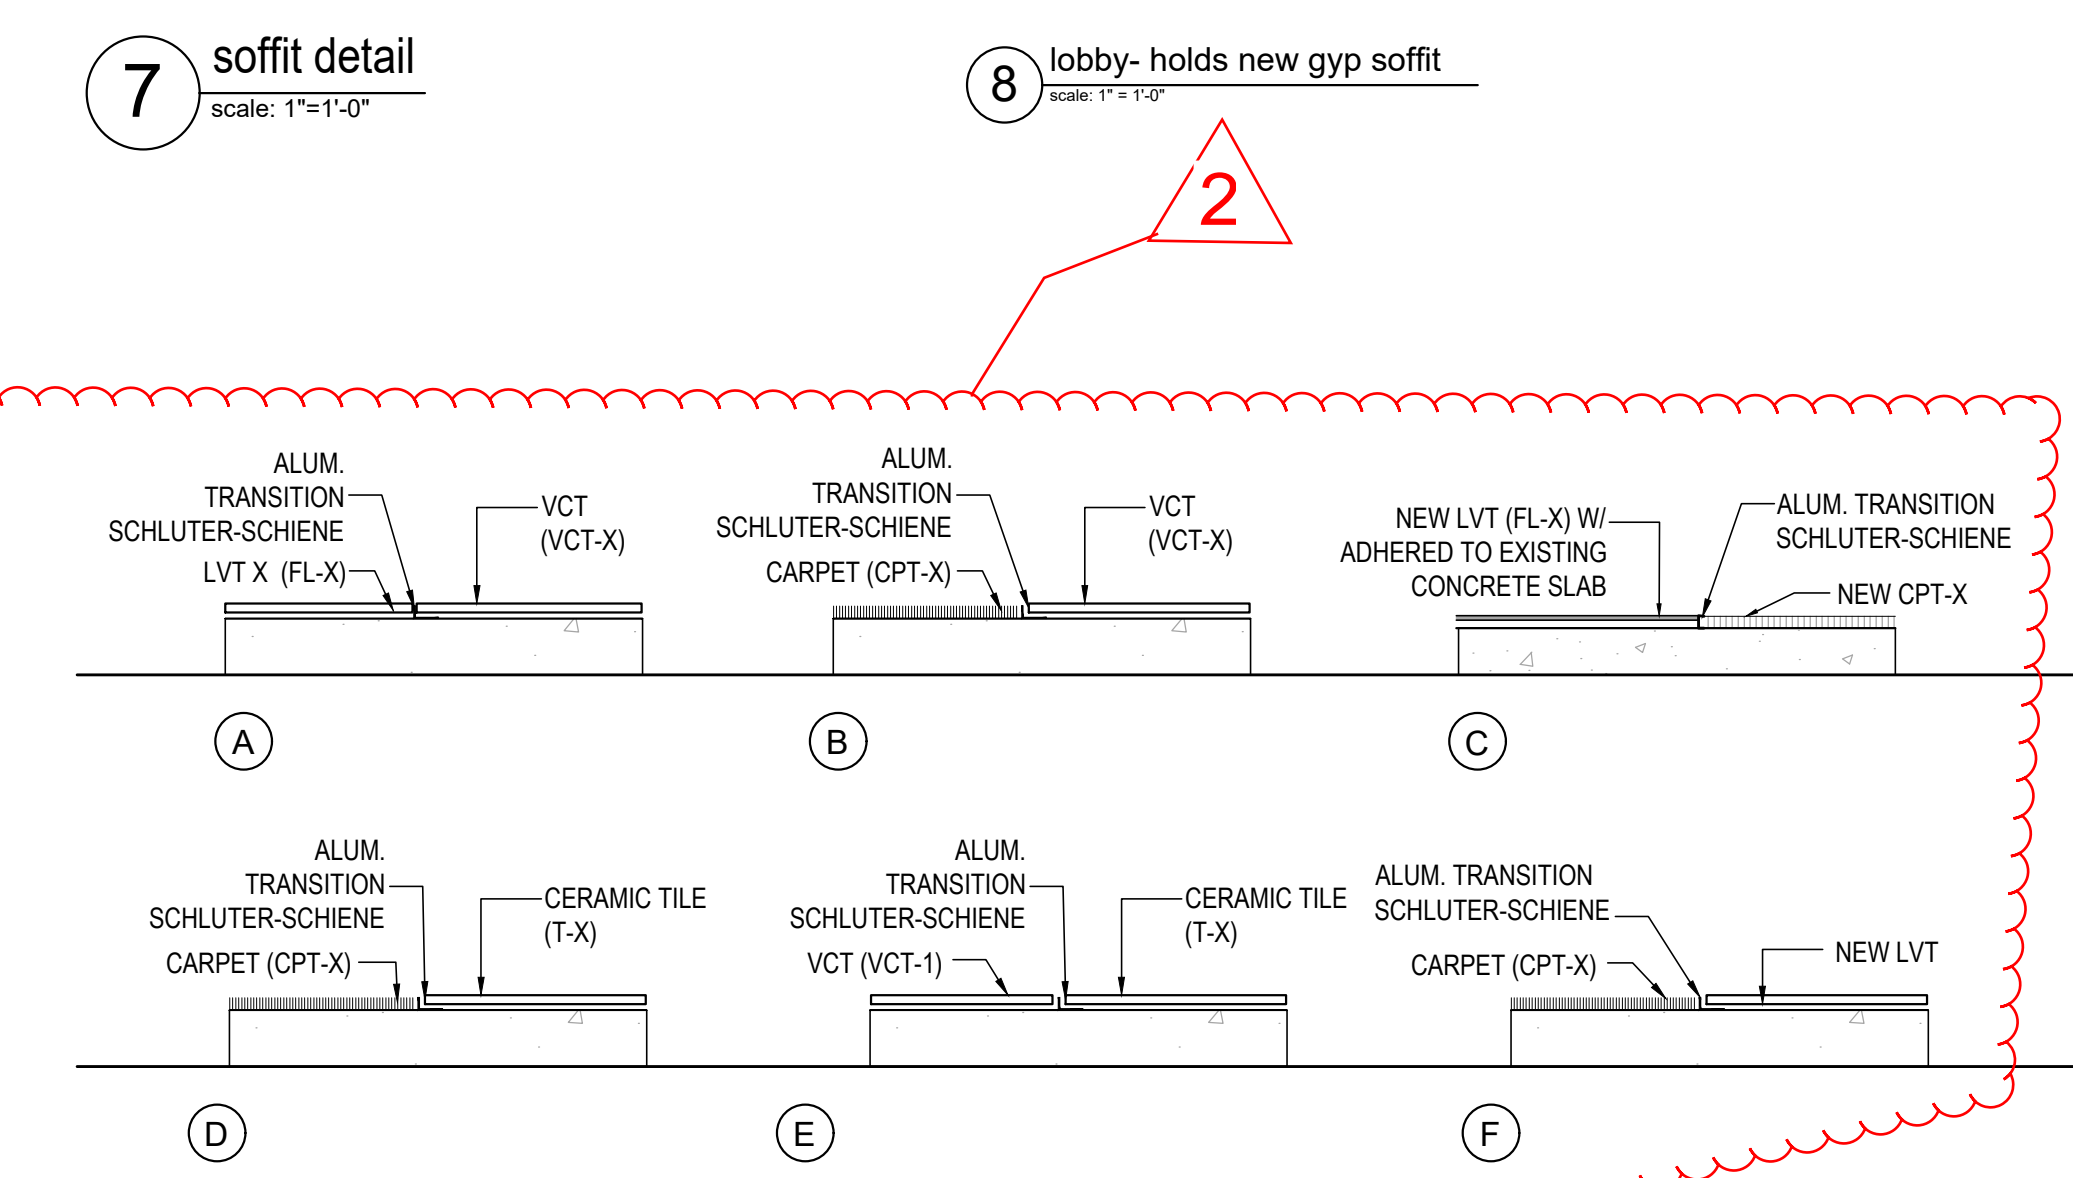 7
soffit detail
scale: 1"=1'-0"
8
lobby- holds new gyp soffit
scale: 1" = 1'-0"
2
ALUM.
TRANSITION
SCHLUTER-SCHIENE
LVT X (FL-X)
VCT
(VCT-X)
A
ALUM.
TRANSITION
SCHLUTER-SCHIENE
CARPET (CPT-X)
VCT
(VCT-X)
B
NEW LVT (FL-X) W/
ADHERED TO EXISTING
CONCRETE SLAB
ALUM. TRANSITION
SCHLUTER-SCHIENE
NEW CPT-X
C
ALUM.
TRANSITION
SCHLUTER-SCHIENE
CARPET (CPT-X)
CERAMIC TILE
(T-X)
D
ALUM.
TRANSITION
SCHLUTER-SCHIENE
VCT (VCT-1)
CERAMIC TILE
(T-X)
E
ALUM. TRANSITION
SCHLUTER-SCHIENE
CARPET (CPT-X)
NEW LVT
F